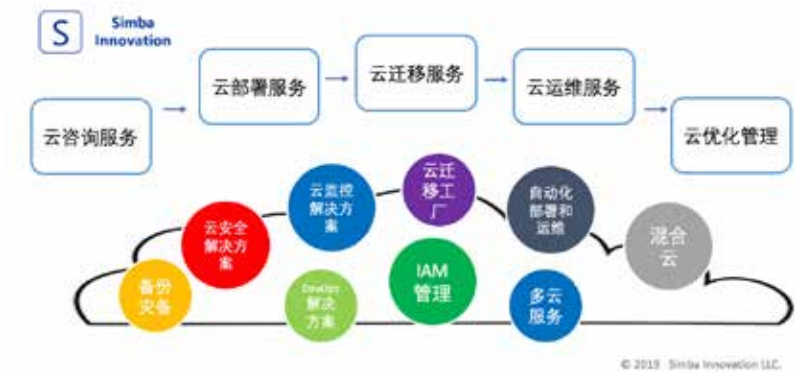 S
Simba
Innovation
云咨询服务
云部署服务
云迁移服务
云运维服务
云优化管理
备份
灾备
云安全
解决方
案
云监控
解决方
案
云迁
移工
厂
自动化
部署和
运维
混合
云
DevOps
解决
方案
IAM
管理
多云
服务
© 2019 Simba Innovation LLC.